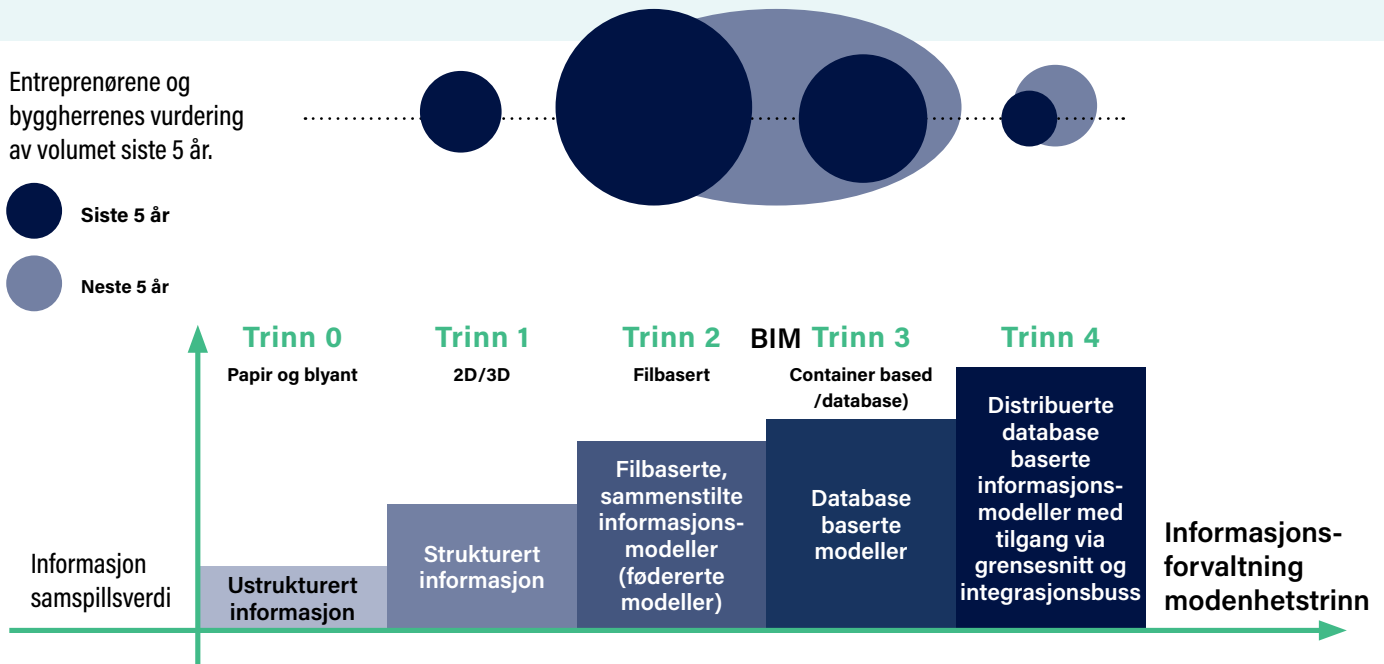 Entreprenørene og
byggherrenes vurdering
av volumet siste 5 år.
Siste 5 år
Neste 5 år
Trinn 0
Papir og blyant
Trinn 1
2D/3D
Trinn 2
Filbasert
BIM
Trinn 3
Container based
/database)
Trinn 4
Informasjon
samspillsverdi
Ustrukturert
informasjon
Strukturert
informasjon
Filbaserte,
sammenstilte
informasjons-
modeller
(fødererte
modeller)
Database
baserte
modeller
Distribuerte
database
baserte
informasjons-
modeller med
tilgang via
grensesnitt og
integrasjonsbuss
Informasjons-
forvaltning
modenhetstrinn